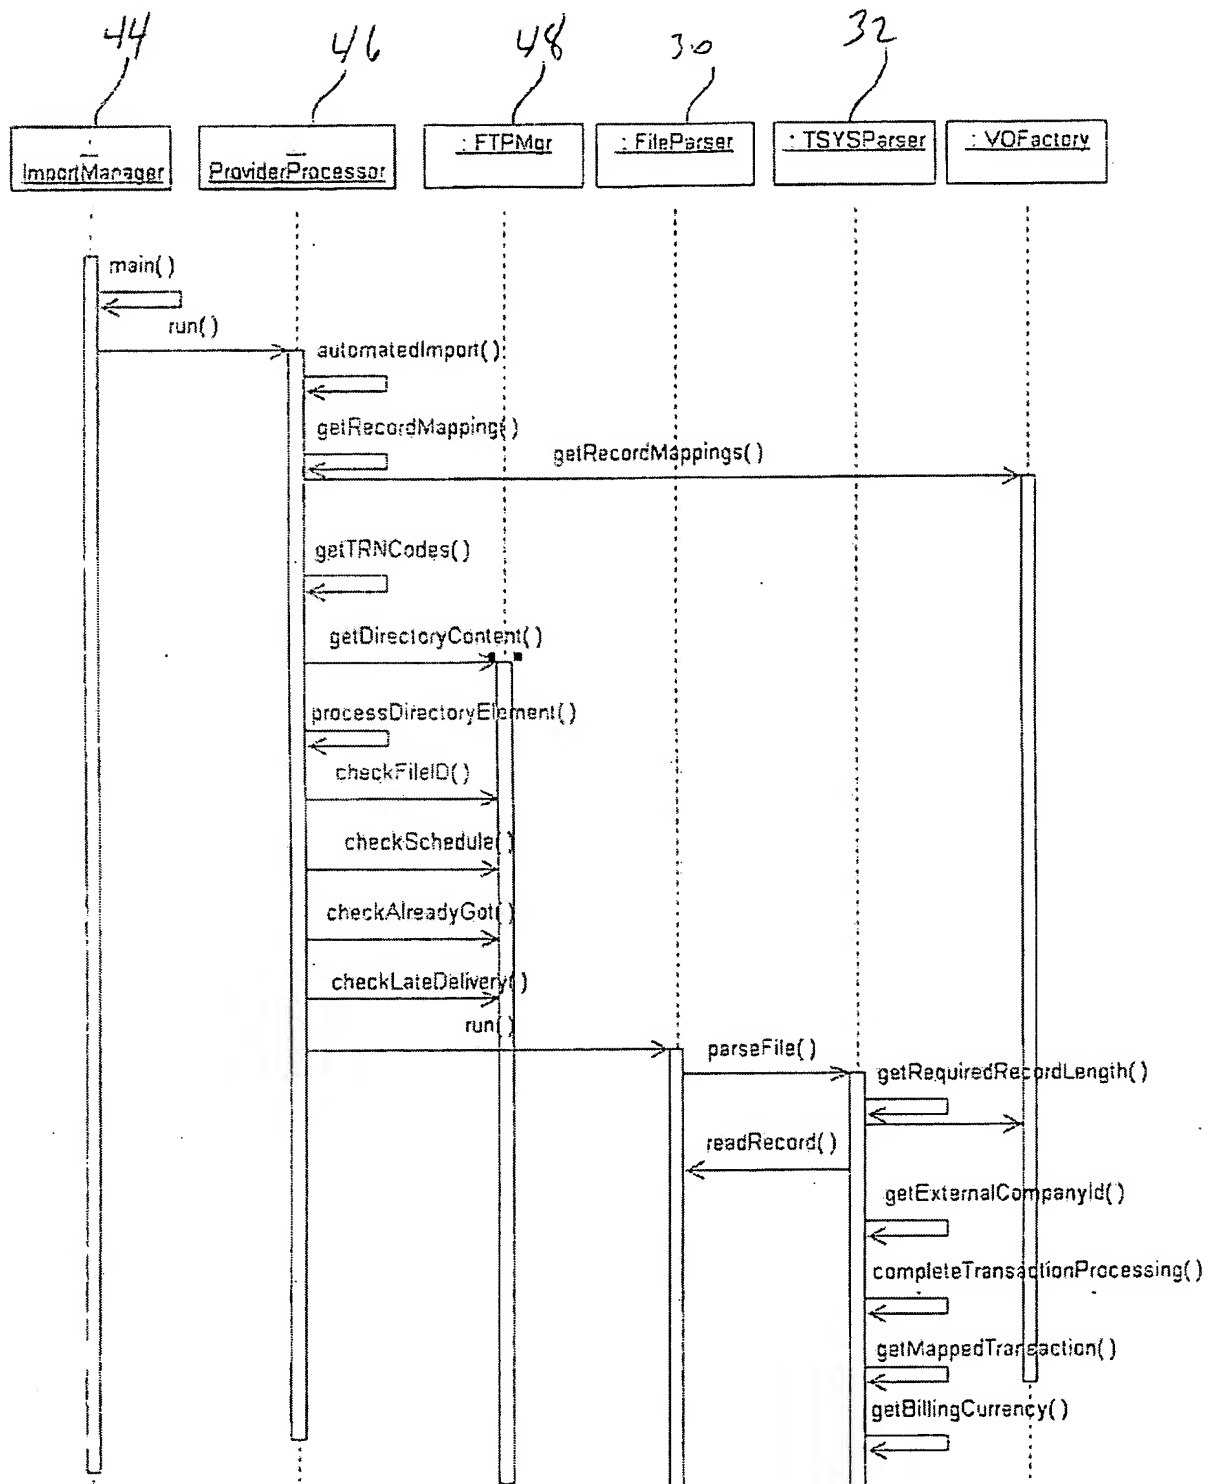 44 46 48 30 32
: ImportManager
: ProviderProcessor
: FTPMgr
: FileParser
: TSYSParser
: VOFactory
main()
run()
automatedImport()
getRecordMapping()
getRecordMappings()
getTRNCodes()
getDirectoryContent()
processDirectoryElement()
checkFileID()
checkSchedule()
checkAlreadyGot()
checkLateDelivery()
run()
parseFile()
getRequiredRecordLength()
readRecord()
getExternalCompanyId()
completeTransactionProcessing()
getMappedTransaction()
getBillingCurrency()